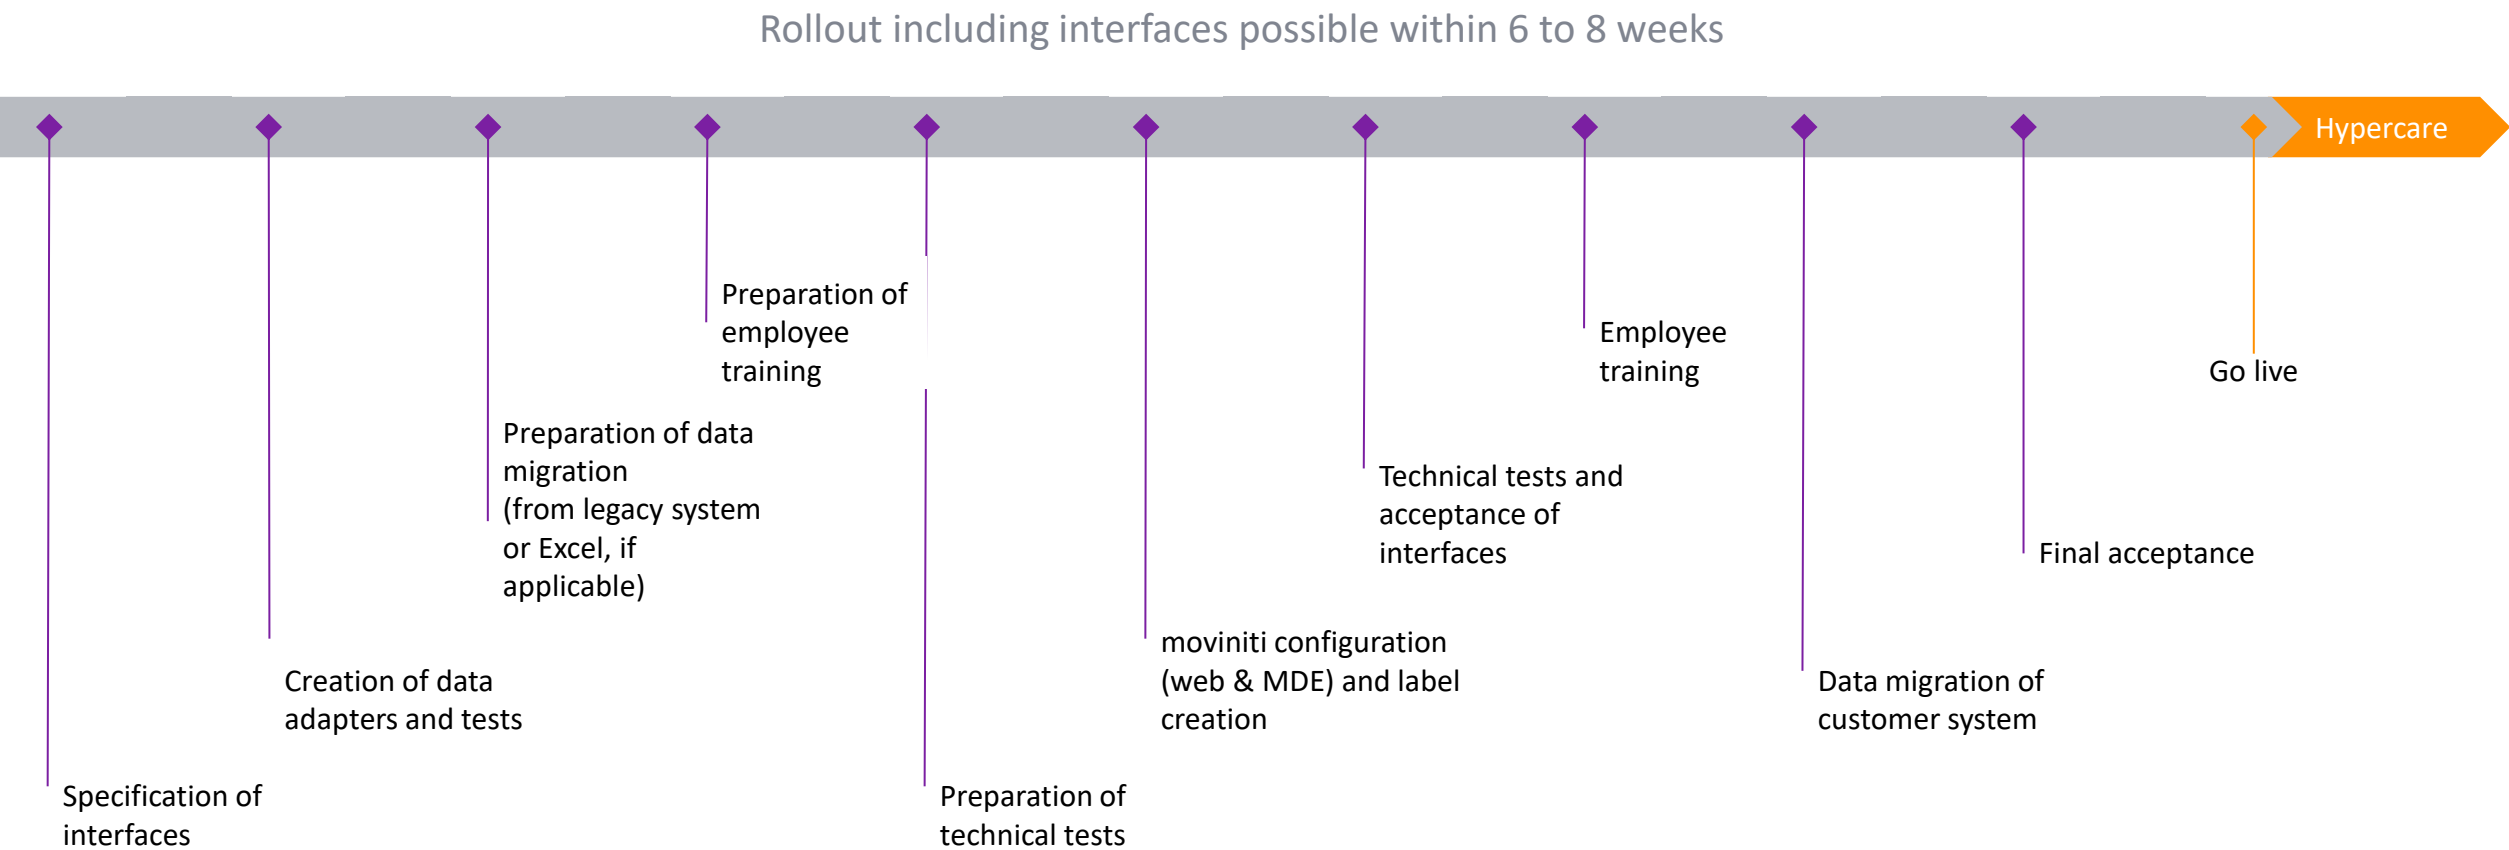 Rollout including interfaces possible within 6 to 8 weeks
Hypercare
Specification of
interfaces
Creation of data
adapters and tests
Preparation of data
migration
(from legacy system
or Excel, if
applicable)
Preparation of
employee
training
Preparation of
technical tests
moviniti configuration
(web & MDE) and label
creation
Technical tests and
acceptance of
interfaces
Employee
training
Data migration of
customer system
Final acceptance
Go live